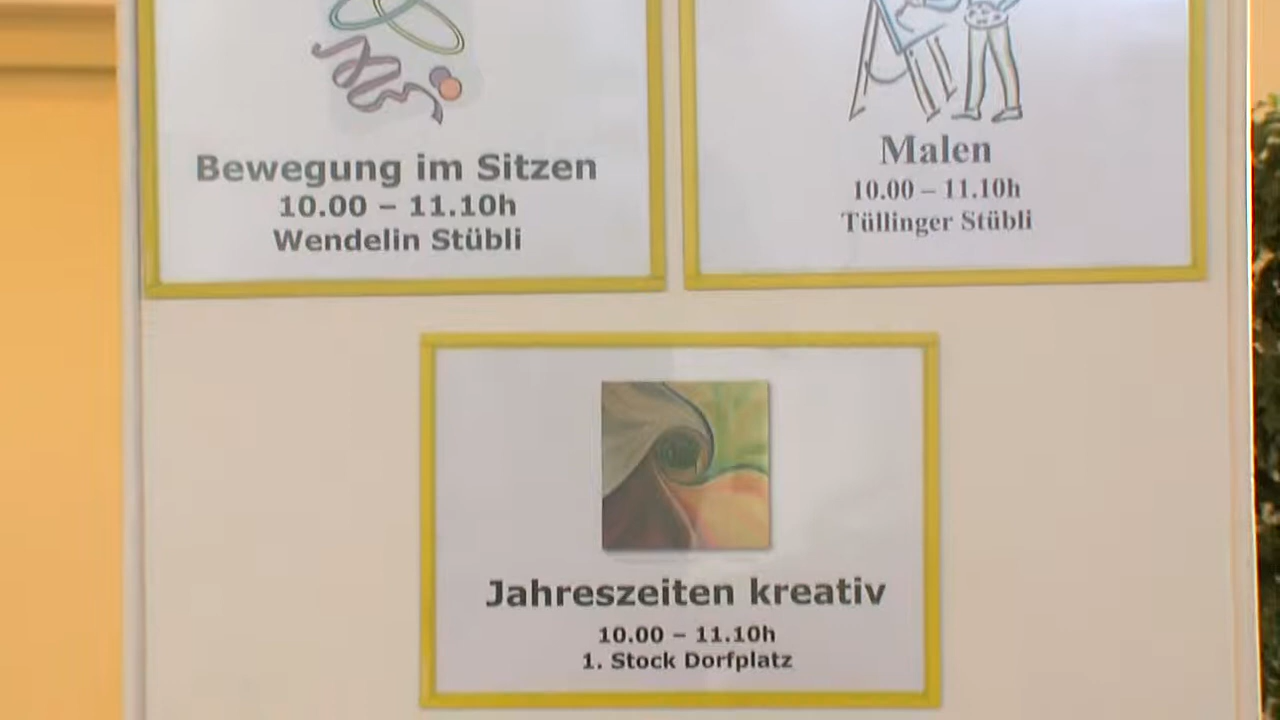 Bewegung im Sitzen
10.00 – 11.10h
Wendelin Stübli
Malen
10.00 – 11.10h
Tüllinger Stübli
Jahreszeiten kreativ
10.00 – 11.10h
1. Stock Dorfplatz